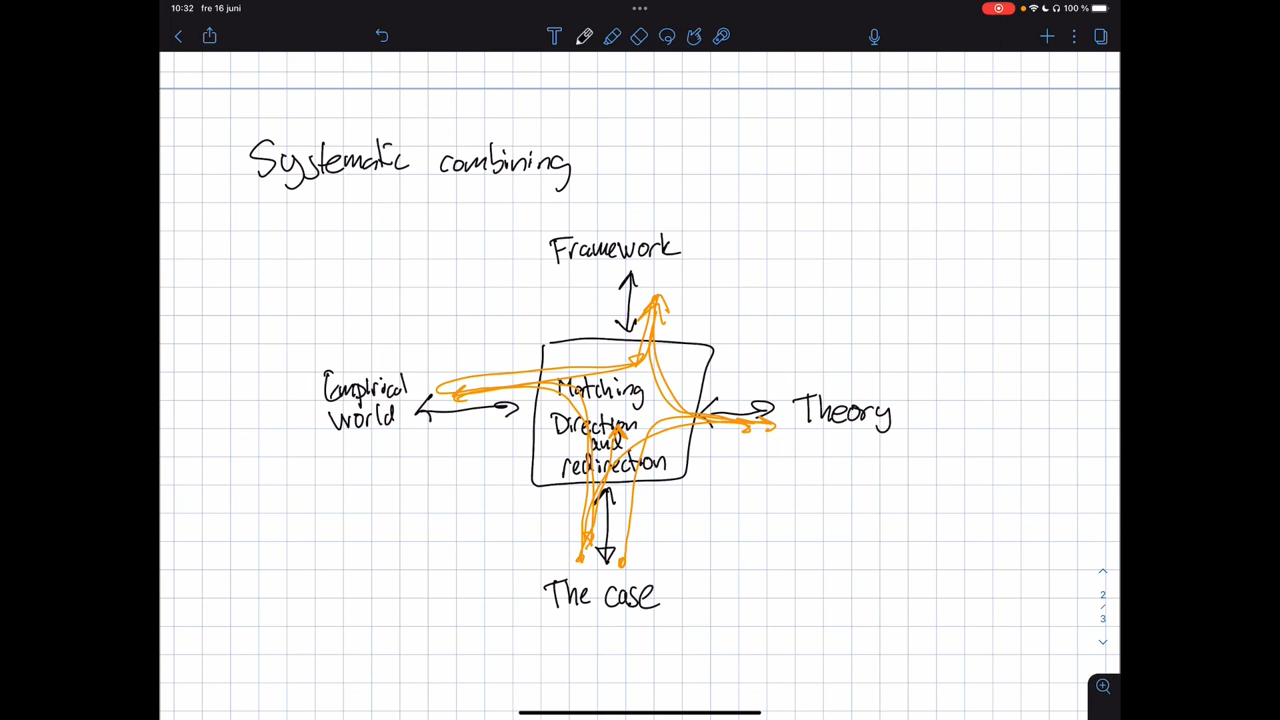 10:32 fre 16 juni
100 %
T
Systematic combining
Framework
Empirical
world
Matching
Direction
and
redirection
Theory
The case
2
/
3